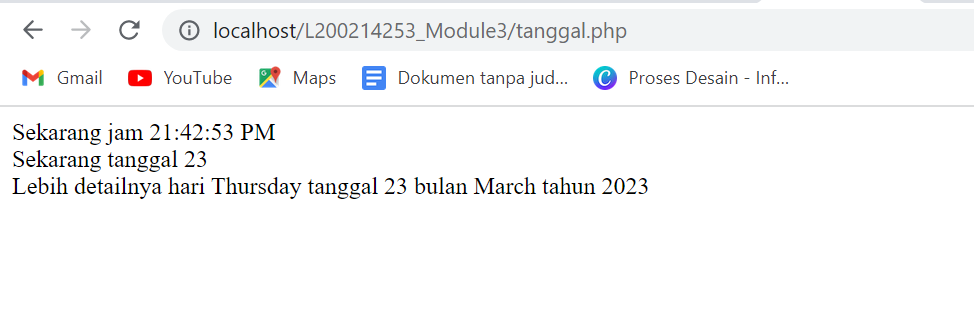 localhost/L200214253_Module3/tanggal.php
Gmail YouTube Maps Dokumen tanpa jud... Proses Desain - Inf...
Sekarang jam 21:42:53 PM
Sekarang tanggal 23
Lebih detailnya hari Thursday tanggal 23 bulan March tahun 2023